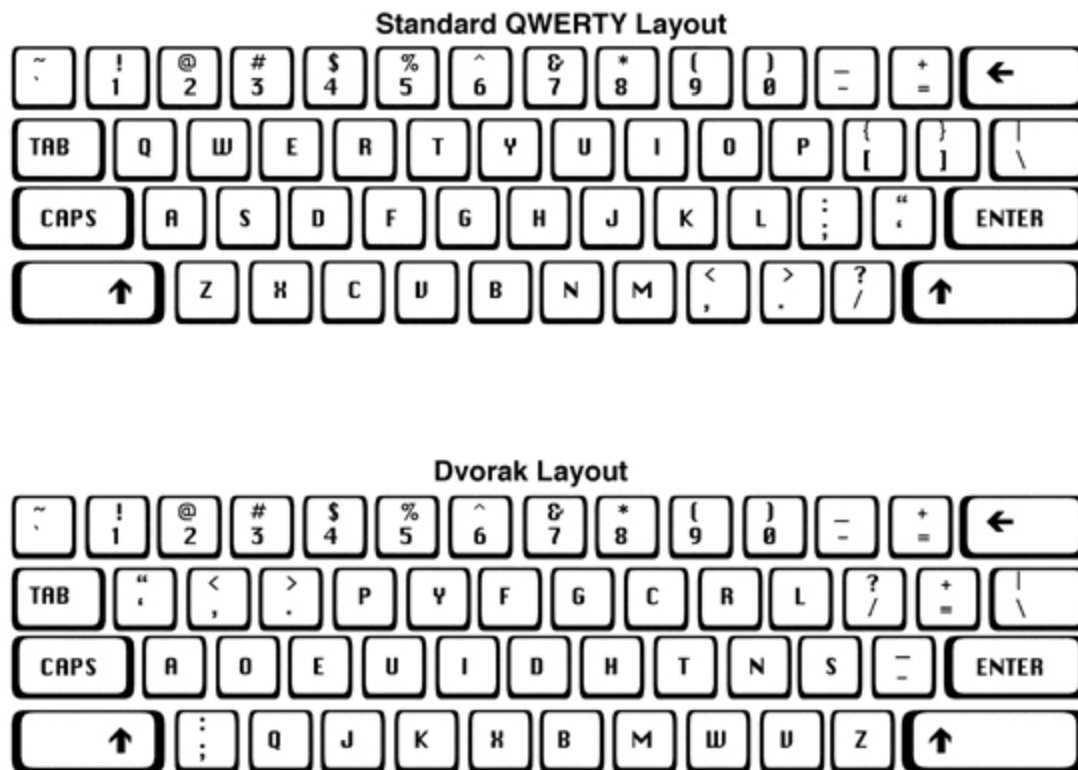 Standard QWERTY Layout
~ ! @ # $ % ^ & * ( ) _ +
` 1 2 3 4 5 6 7 8 9 0 - = ←
TAB Q W E R T Y U I O P { [ } ] | \
CAPS A S D F G H J K L : ; “ ‘ ENTER
↑ Z X C V B N M < , > . ? / ↑
Dvorak Layout
~ ! @ # $ % ^ & * ( ) _ +
` 1 2 3 4 5 6 7 8 9 0 - = ←
TAB “ ‘ < , > . P Y F G C R L ? / + = | \
CAPS A O E U I D H T N S _ - ENTER
↑ : ; Q J K X B M W V Z ↑